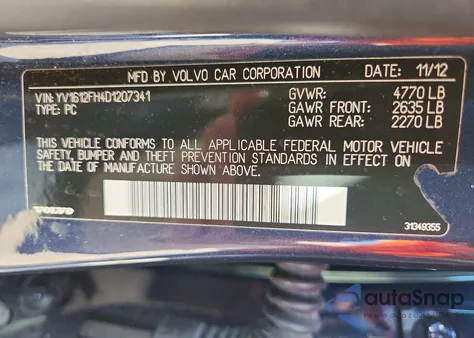 MFD. BY VOLVO CAR CORPORATION DATE: 11/12
VIN: YV1612FH4D1207341 GVWR: 4770 LB
TYPE: PC GAWR FRONT: 2635 LB
GAWR REAR: 2270 LB
THIS VEHICLE CONFORMS TO ALL APPLICABLE FEDERAL MOTOR VEHICLE
SAFETY, BUMPER AND THEFT PREVENTION STANDARDS IN EFFECT ON
THE DATE OF MANUFACTURE SHOWN ABOVE.
VOLVO 31349355
autoSnap